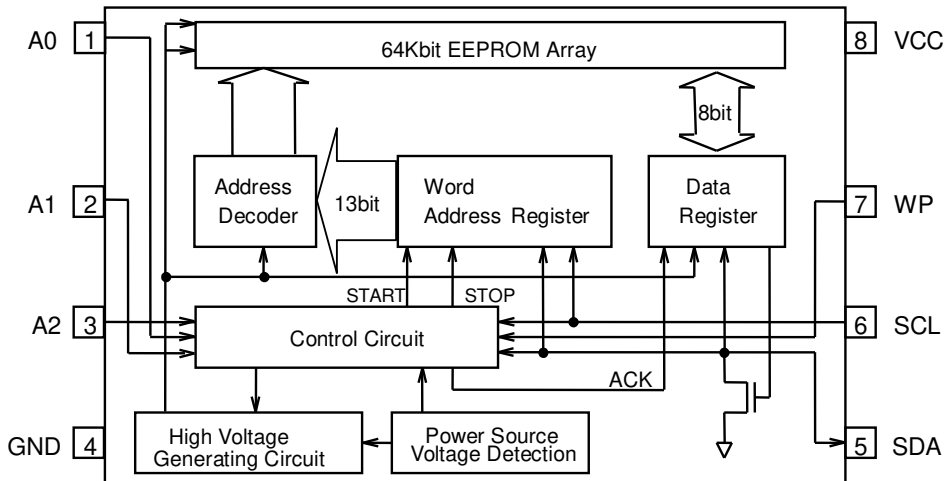 A0 1
64Kbit EEPROM Array
8 VCC
8bit
A1 2
Address
Decoder
13bit
Word
Address Register
Data
Register
7 WP
START
STOP
A2 3
Control Circuit
6 SCL
ACK
GND 4
High Voltage
Generating Circuit
Power Source
Voltage Detection
5 SDA